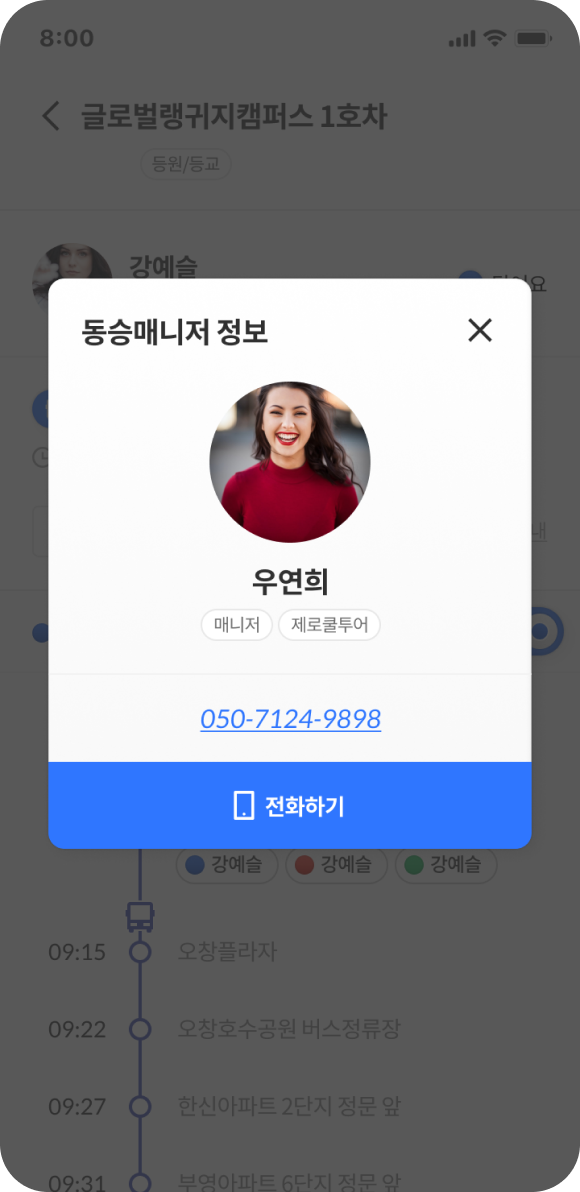 8:00
글로벌랭귀지캠퍼스 1호차
등원/등교
강예슬
동승매니저 정보
우연희
매니저 제로쿨투어
050-7124-9898
전화하기
강예슬 강예슬 강예슬
09:15 오창플라자
09:22 오창호수공원 버스정류장
09:27 한신아파트 2단지 정문 앞
09:31 부영아파트 6단지 정문 앞